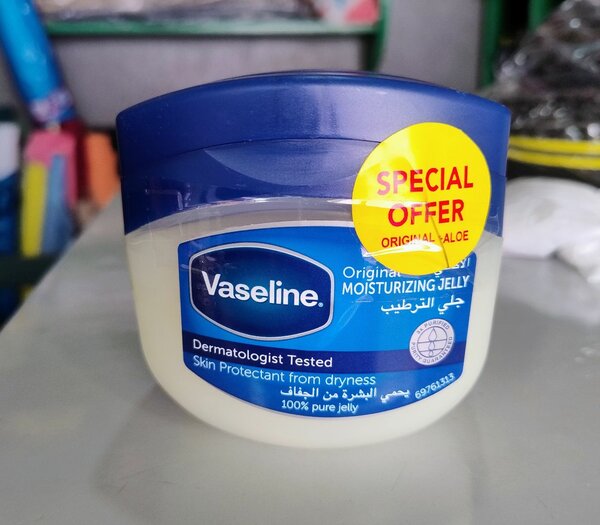 SPECIAL
OFFER
ORIGINAL+ALOE
Vaseline®
Original
MOISTURIZING JELLY
جلي الترطيب
Dermatologist Tested
Skin Protectant from dryness
يحمي البشرة من الجفاف
100% pure jelly
69761313